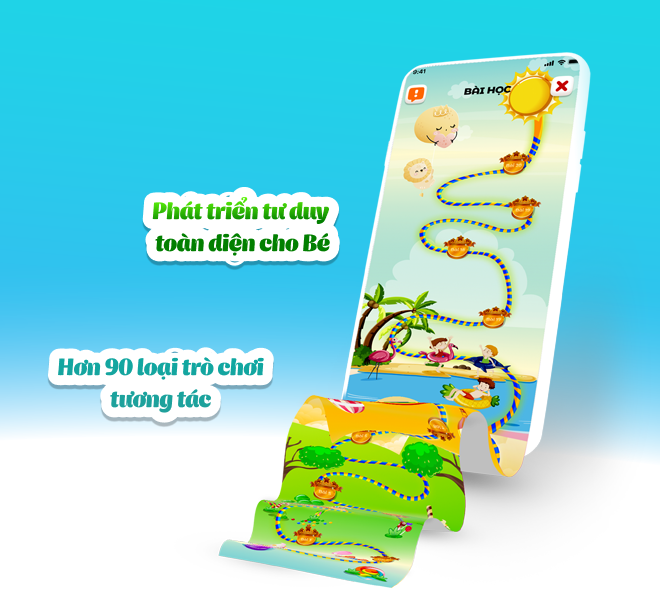 9:41
BÀI HỌC
Phát triển tư duy
toàn diện cho Bé
Hơn 90 loại trò chơi
tương tác